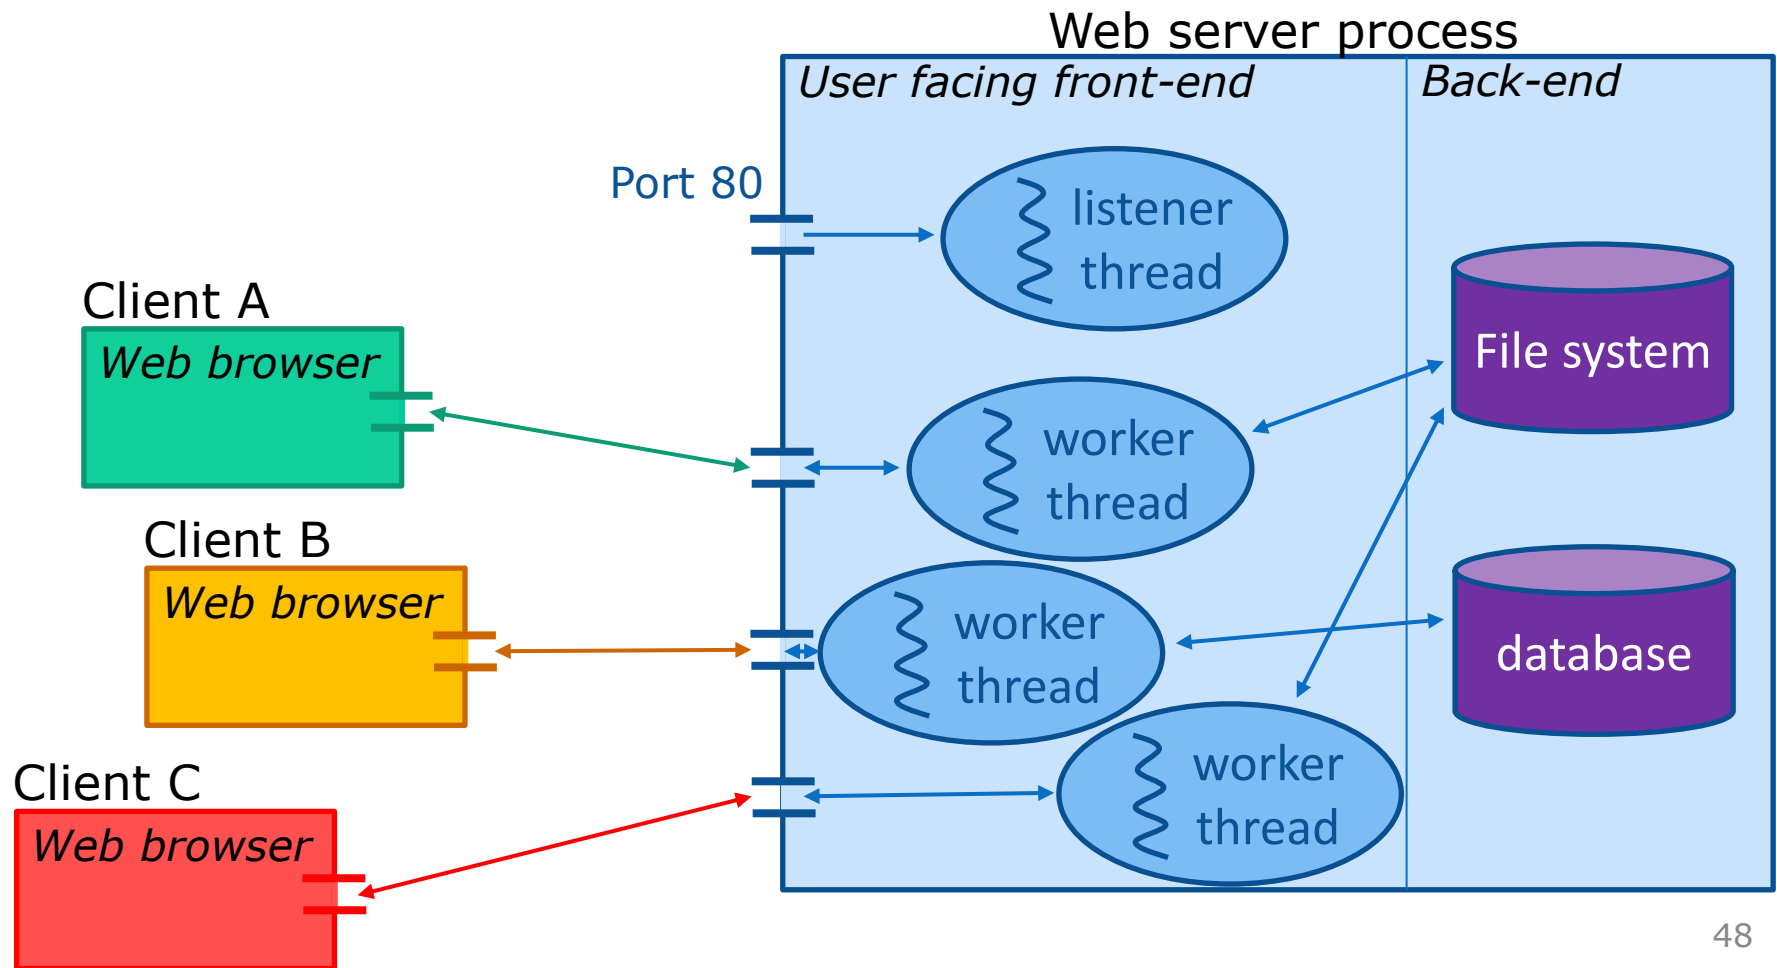 Web server process
User facing front-end
Back-end
Port 80
listener
thread
Client A
Web browser
File system
worker
thread
Client B
Web browser
worker
thread
database
Client C
Web browser
worker
thread
48